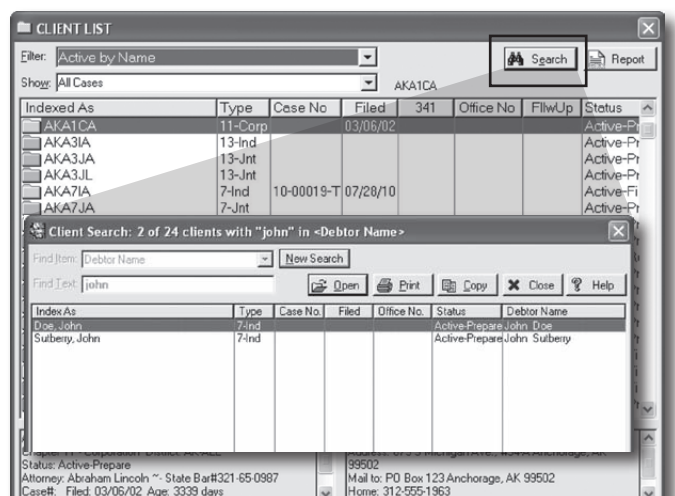 CLIENT LIST
Filter: Active by Name
Search
Report
Show: All Cases
AKA1CA
Indexed As Type Case No Filed 341 Office No FllwUp Status
AKA1CA 11-Corp 03/06/02 Active-Pr
AKA3IA 13-Ind Active-Pr
AKA3JA 13-Jnt Active-Pr
AKA3JL 13-Jnt Active-Pr
AKA7IA 7-Ind 10-00019-T 07/28/10 Active-Fi
AKA7JA 7-Jnt Active-Pr
Client Search: 2 of 24 clients with "john" in <Debtor Name>
Find Item: Debtor Name New Search
Find Text: john Open Print Copy Close Help
Index As Type Case No. Filed Office No. Status Debtor Name
Doe, John 7-Ind Active-Prepare John Doe
Sutberry, John 7-Ind Active-Prepare John Sutberry
Status: Active-Prepare
Attorney: Abraham Lincoln ~- State Bar#321-65-0987
Case#: Filed: 03/06/02 Age: 3339 days
99502
Mail to: PO Box 123 Anchorage, AK 99502
Home: 312-555-1963